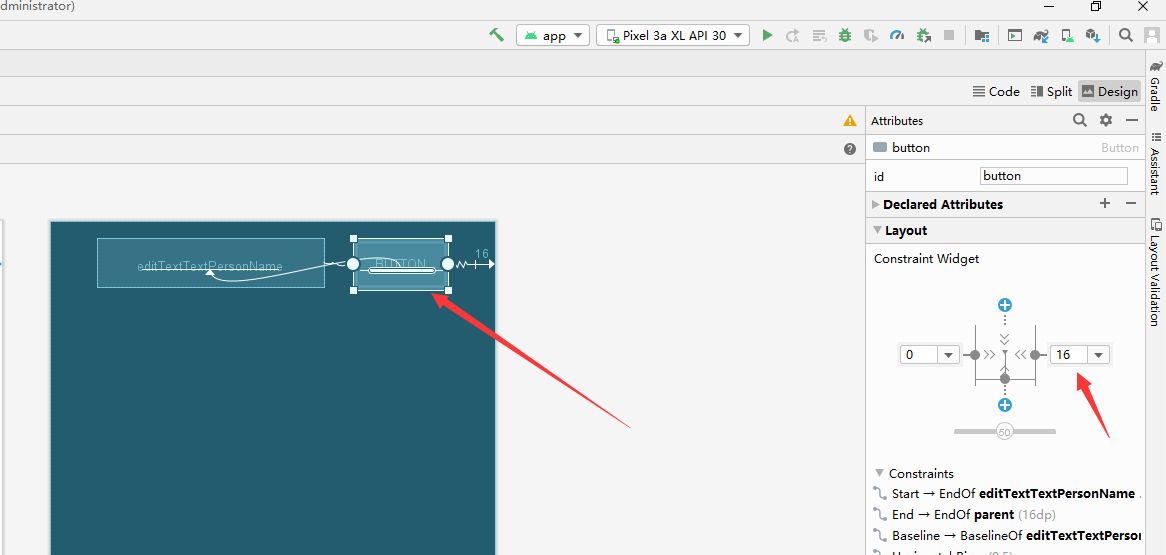 dministrator)
app
Pixel 3a XL API 30
Code
Split
Design
Gradle
Assistant
Layout Validation
Attributes
button
Button
id
button
Declared Attributes
Layout
Constraint Widget
editTextTextPersonName
BUTTON
16
0
16
50
Constraints
Start → EndOf editTextTextPersonName
End → EndOf parent (16dp)
Baseline → BaselineOf editTextTextPerson